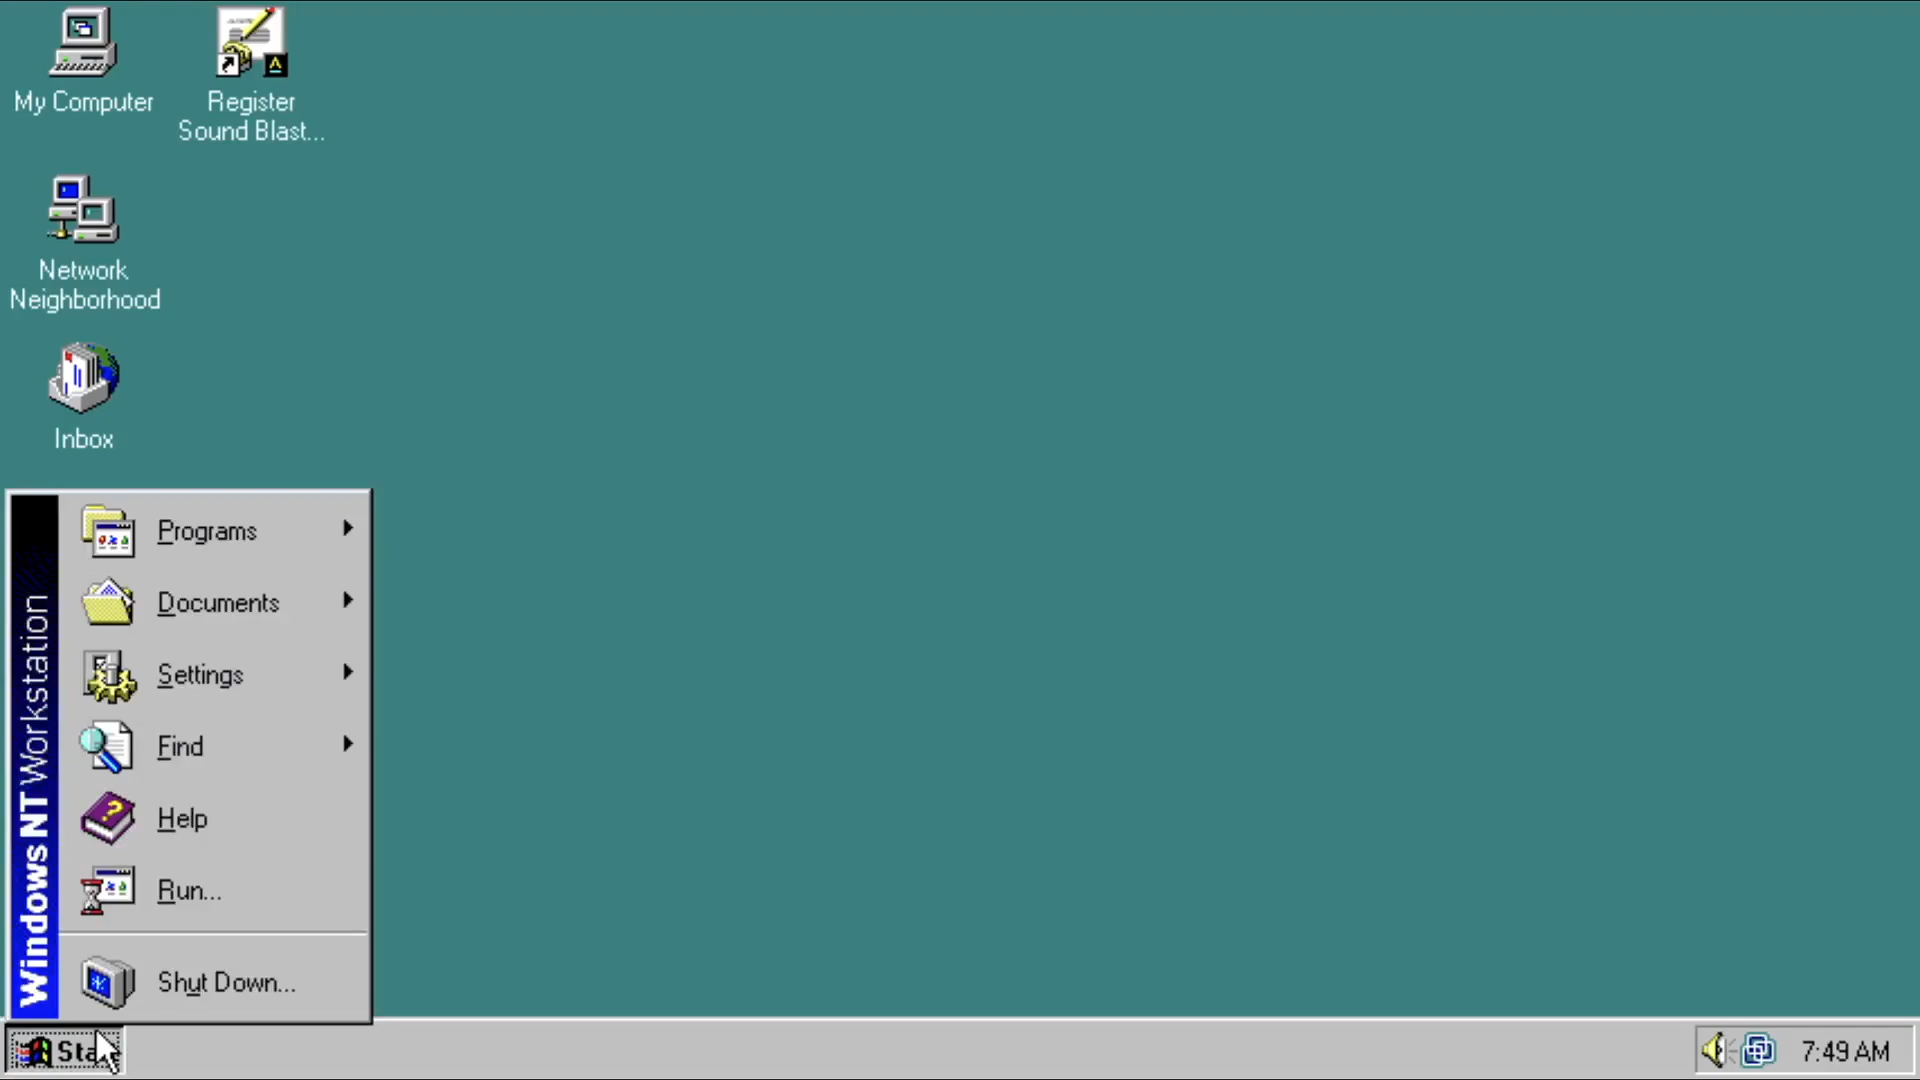 My Computer
Register
Sound Blast...
Network
Neighborhood
Inbox
Programs
Documents
Settings
Find
Help
Run...
Shut Down...
Windows NT Workstation
7:49 AM